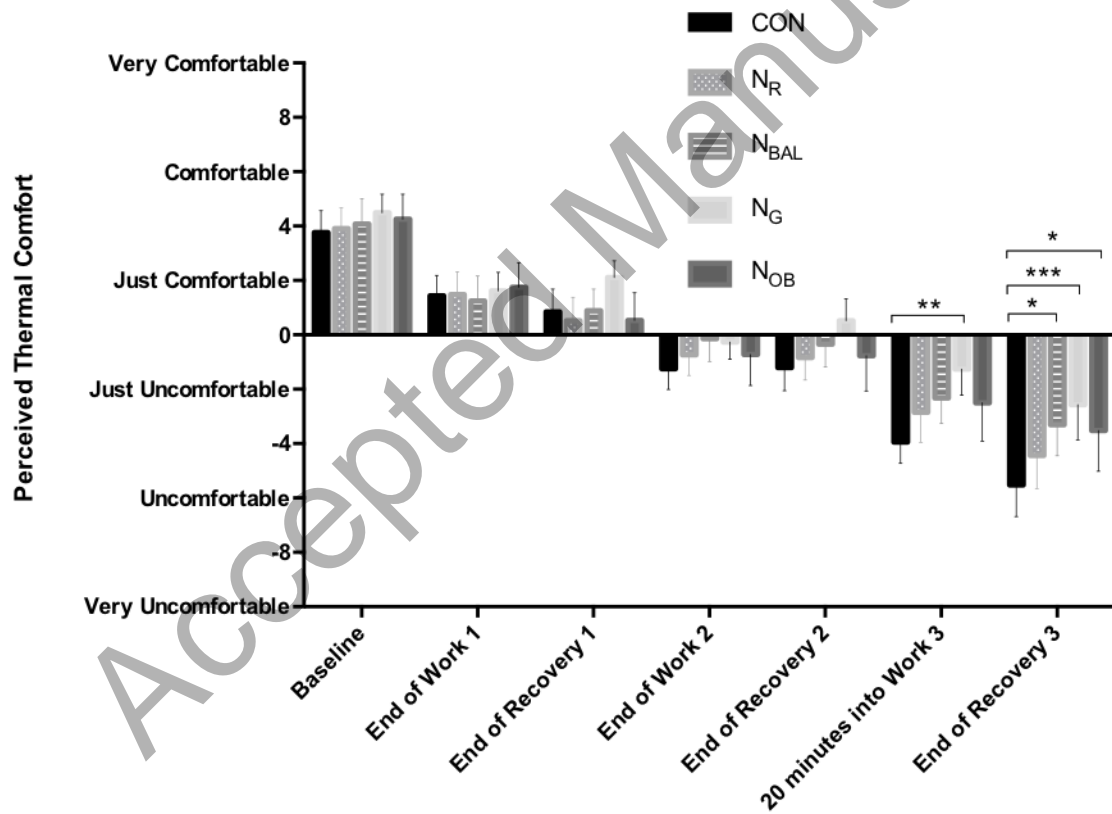 CON
N_R
N_BAL
N_G
N_OB
Perceived Thermal Comfort
Very Comfortable
8
Comfortable
4
Just Comfortable
0
Just Uncomfortable
-4
Uncomfortable
-8
Very Uncomfortable
**
*
***
*
Baseline
End of Work 1
End of Recovery 1
End of Work 2
End of Recovery 2
20 minutes into Work 3
End of Recovery 3
Accepted Manus